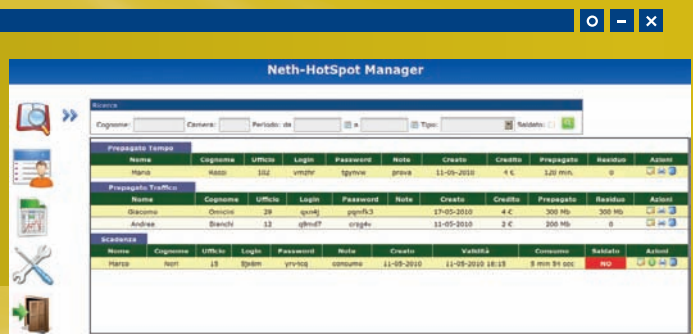 Neth-HotSpot Manager
Ricerca
Cognome: Camera: Periodo: da a Tipo: Saldato:
Prepagato Tempo
Nome Cognome Ufficio Login Password Note Creato Credito Prepagato Residuo Azioni
Mario Rossi 102 vmzhr tgynvw prova 11-05-2010 4 € 120 min. 0
Prepagato Traffico
Nome Cognome Ufficio Login Password Note Creato Credito Prepagato Residuo Azioni
Giacomo Omicini 29 pqmfk3 17-05-2010 4 € 300 Mb 300 Mb
Andrea Bianchi 12 11-05-2010 2 € 200 Mb 0
Scadenza
Nome Cognome Ufficio Login Password Note Creato Validità Consumo Saldato Azioni
Marco Nori 15 consumo 11-05-2010 11-05-2010 18:15 5 min 54 sec NO